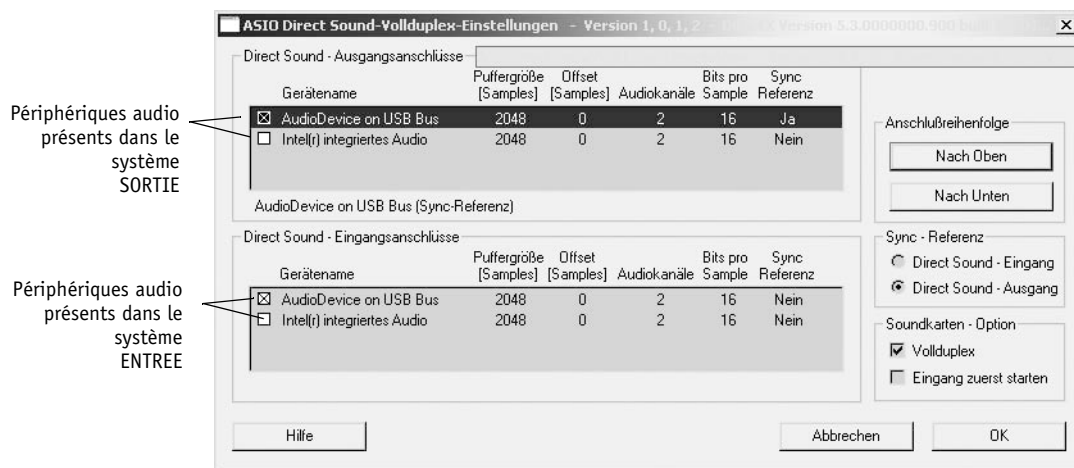 ASIO Direct Sound-Vollduplex-Einstellungen - Version 1, 0, 1, 2 -
Direct Sound - Ausgangsanschlüsse
Gerätename Puffergröße [Samples] Offset [Samples] Audiokanäle Bits pro Sample Sync Referenz
AudioDevice on USB Bus 2048 0 2 16 Ja
Intel(r) integriertes Audio 2048 0 2 16 Nein
AudioDevice on USB Bus (Sync-Referenz)
Périphériques audio
présents dans le
système
SORTIE
Direct Sound - Eingangsanschlüsse
Gerätename Puffergröße [Samples] Offset [Samples] Audiokanäle Bits pro Sample Sync Referenz
AudioDevice on USB Bus 2048 0 2 16 Nein
Intel(r) integriertes Audio 2048 0 2 16 Nein
Périphériques audio
présents dans le
système
ENTREE
Anschlußreihenfolge
Nach Oben
Nach Unten
Sync - Referenz
Direct Sound - Eingang
Direct Sound - Ausgang
Soundkarten - Option
Vollduplex
Eingang zuerst starten
Hilfe
Abbrechen
OK